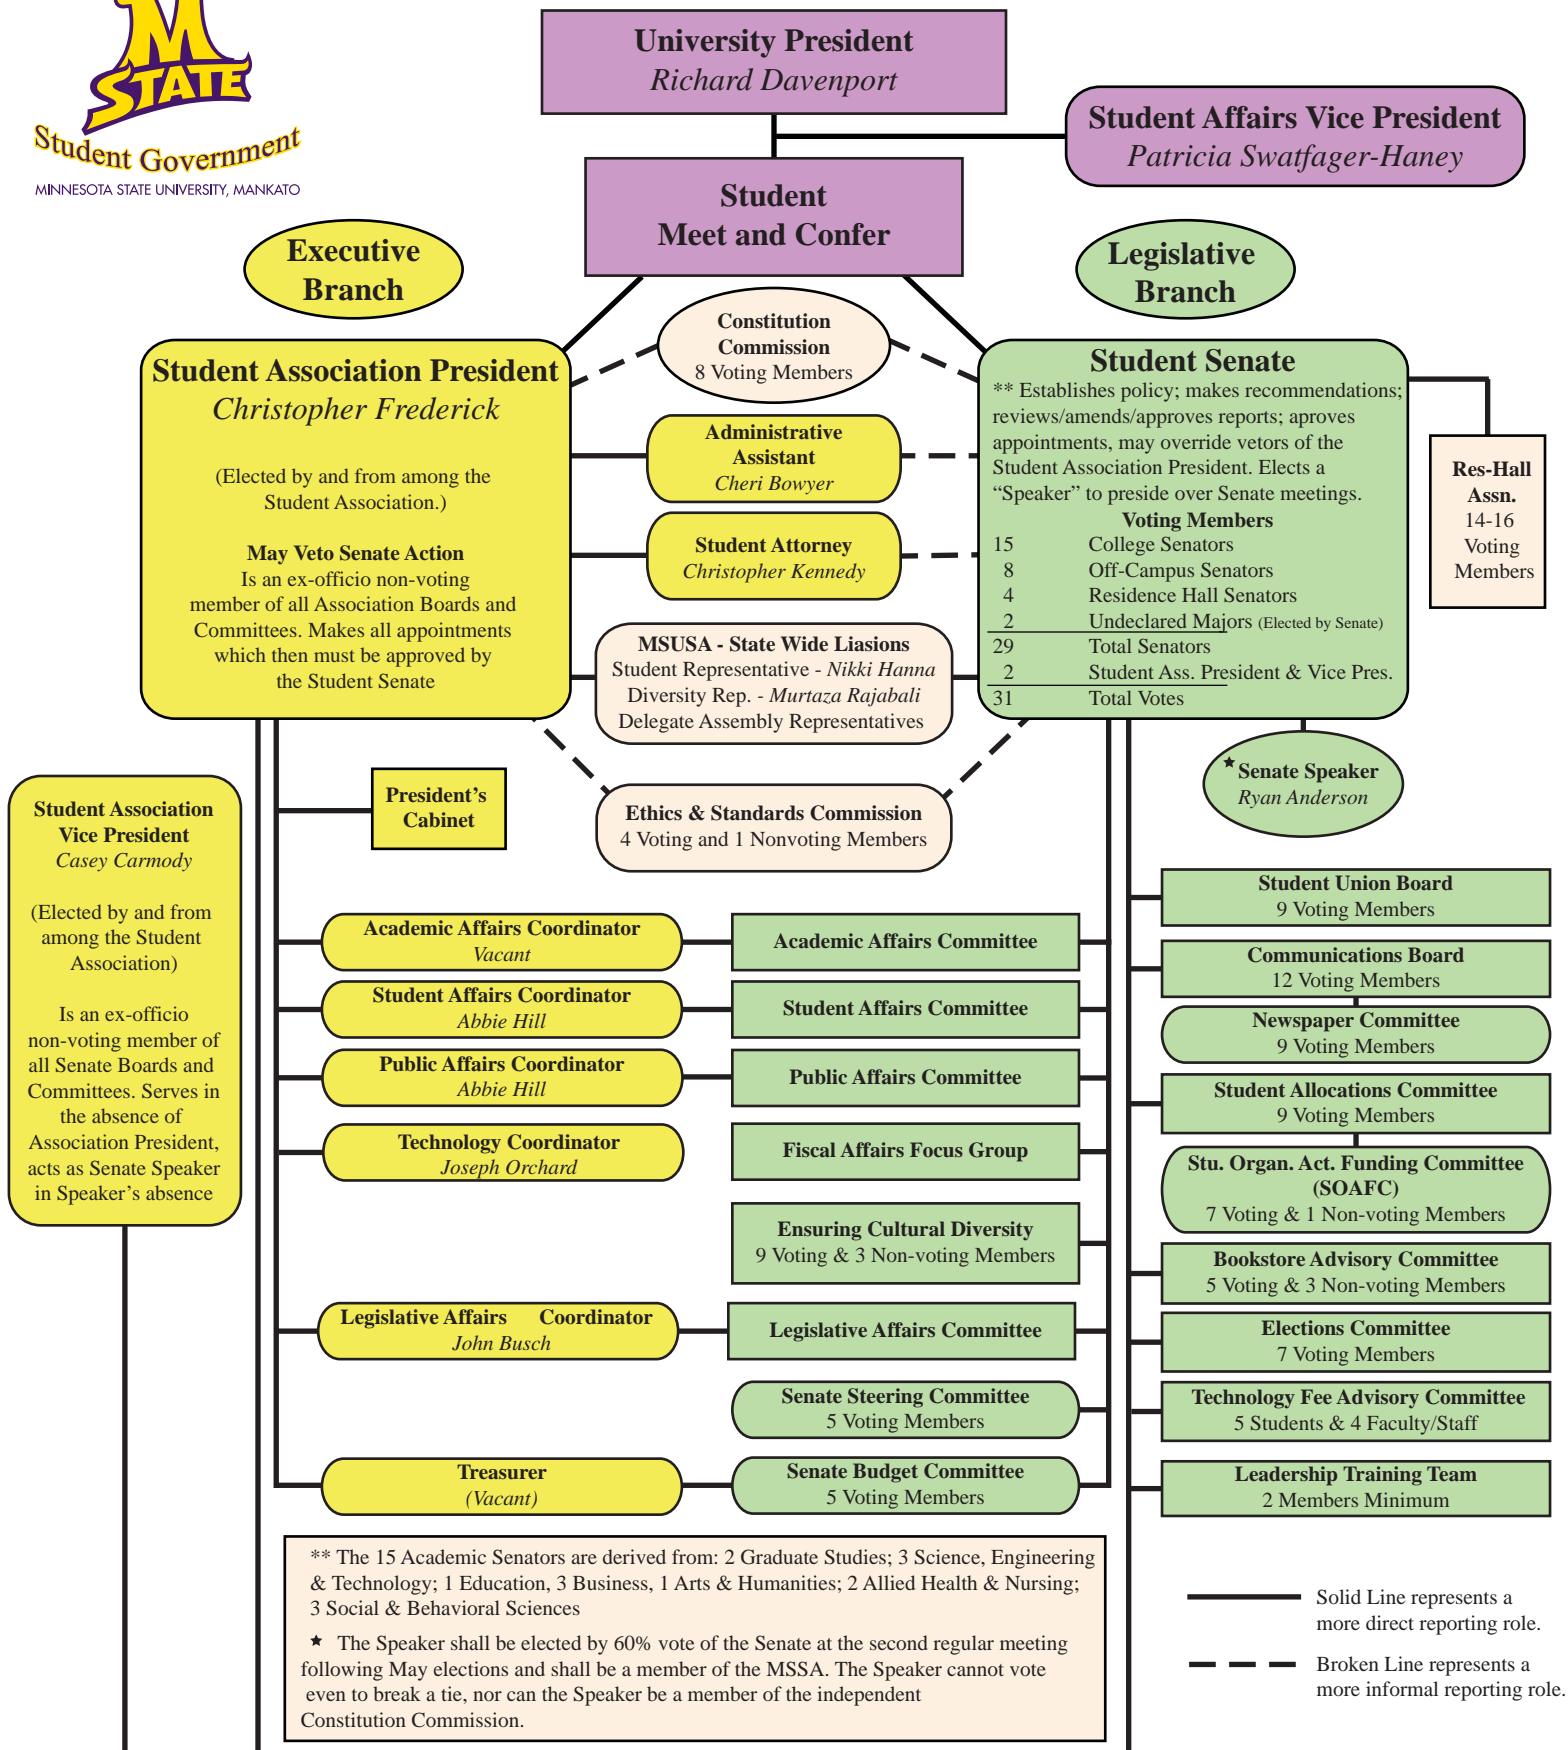 M
STATE
Student Government
MINNESOTA STATE UNIVERSITY, MANKATO
University President
Richard Davenport
Student Affairs Vice President
Patricia Swatfager-Haney
Student
Meet and Confer
Executive
Branch
Legislative
Branch
Constitution
Commission
8 Voting Members
Student Association President
Christopher Frederick
(Elected by and from among the
Student Association.)
May Veto Senate Action
Is an ex-officio non-voting
member of all Association Boards and
Committees. Makes all appointments
which then must be approved by
the Student Senate
Administrative
Assistant
Cheri Bowyer
Student Attorney
Christopher Kennedy
MSUSA - State Wide Liasions
Student Representative - Nikki Hanna
Diversity Rep. - Murtaza Rajabali
Delegate Assembly Representatives
Ethics & Standards Commission
4 Voting and 1 Nonvoting Members
Student Senate
** Establishes policy; makes recommendations;
reviews/amends/approves reports; aproves
appointments, may override vetors of the
Student Association President. Elects a
“Speaker” to preside over Senate meetings.
Voting Members
15 College Senators
8 Off-Campus Senators
4 Residence Hall Senators
2 Undeclared Majors (Elected by Senate)
29 Total Senators
2 Student Ass. President & Vice Pres.
31 Total Votes
Res-Hall
Assn.
14-16
Voting
Members
★ Senate Speaker
Ryan Anderson
Student Association
Vice President
Casey Carmody
(Elected by and from
among the Student
Association)
Is an ex-officio
non-voting member of
all Senate Boards and
Committees. Serves in
the absence of
Association President,
acts as Senate Speaker
in Speaker’s absence
President’s
Cabinet
Academic Affairs Coordinator
Vacant
Student Affairs Coordinator
Abbie Hill
Public Affairs Coordinator
Abbie Hill
Technology Coordinator
Joseph Orchard
Legislative Affairs Coordinator
John Busch
Treasurer
(Vacant)
Academic Affairs Committee
Student Affairs Committee
Public Affairs Committee
Fiscal Affairs Focus Group
Ensuring Cultural Diversity
9 Voting & 3 Non-voting Members
Legislative Affairs Committee
Senate Steering Committee
5 Voting Members
Senate Budget Committee
5 Voting Members
Student Union Board
9 Voting Members
Communications Board
12 Voting Members
Newspaper Committee
9 Voting Members
Student Allocations Committee
9 Voting Members
Stu. Organ. Act. Funding Committee
(SOAFC)
7 Voting & 1 Non-voting Members
Bookstore Advisory Committee
5 Voting & 3 Non-voting Members
Elections Committee
7 Voting Members
Technology Fee Advisory Committee
5 Students & 4 Faculty/Staff
Leadership Training Team
2 Members Minimum
** The 15 Academic Senators are derived from: 2 Graduate Studies; 3 Science, Engineering
& Technology; 1 Education, 3 Business, 1 Arts & Humanities; 2 Allied Health & Nursing;
3 Social & Behavioral Sciences
★ The Speaker shall be elected by 60% vote of the Senate at the second regular meeting
following May elections and shall be a member of the MSSA. The Speaker cannot vote
even to break a tie, nor can the Speaker be a member of the independent
Constitution Commission.
Solid Line represents a
more direct reporting role.
Broken Line represents a
more informal reporting role.